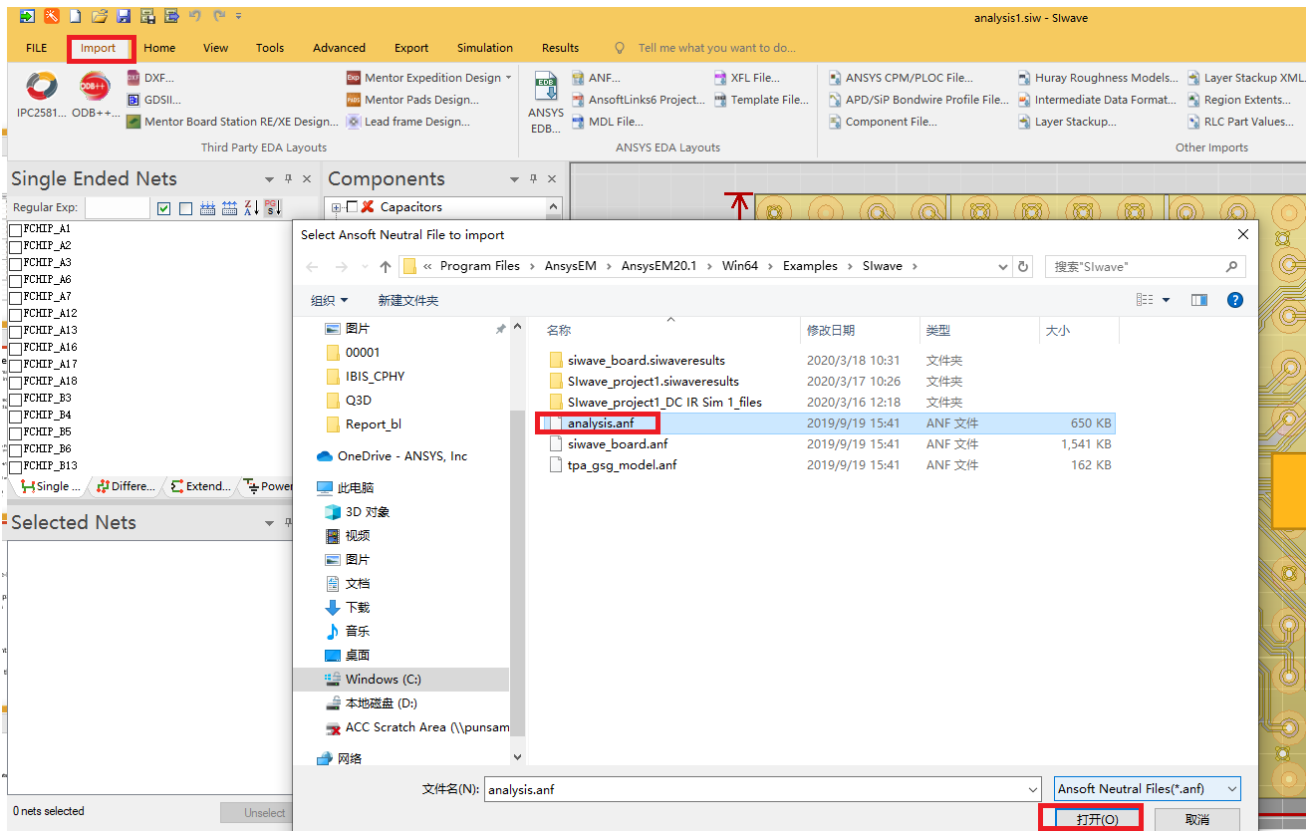 analysis1.siw - SIwave
FILE Import Home View Tools Advanced Export Simulation Results Tell me what you want to do...
IPC2581... ODB++...
DXF...
GDSII...
Mentor Board Station RE/XE Design...
Mentor Expedition Design
Mentor Pads Design...
Lead frame Design...
Third Party EDA Layouts
ANSYS EDB...
ANF...
AnsoftLinks6 Project...
MDL File...
XFL File...
Template File...
ANSYS EDA Layouts
ANSYS CPM/PLOC File...
APD/SiP Bondwire Profile File...
Component File...
Huray Roughness Models...
Intermediate Data Format...
Layer Stackup...
Layer Stackup XML
Region Extents...
RLC Part Values...
Other Imports
Single Ended Nets
Regular Exp:
FCHIP_A1
FCHIP_A2
FCHIP_A3
FCHIP_A6
FCHIP_A7
FCHIP_A12
FCHIP_A13
FCHIP_A16
FCHIP_A17
FCHIP_A18
FCHIP_B3
FCHIP_B4
FCHIP_B5
FCHIP_B6
FCHIP_B13
Single ... Differe... Extend... Power
Selected Nets
0 nets selected Unselect
Components
Capacitors
Select Ansoft Neutral File to import
« Program Files > AnsysEM > AnsysEM20.1 > Win64 > Examples > SIwave >
搜索"SIwave"
组织 新建文件夹
图片
00001
IBIS_CPHY
Q3D
Report_bl
OneDrive - ANSYS, Inc
此电脑
3D 对象
视频
图片
文档
下载
音乐
桌面
Windows (C:)
本地磁盘 (D:)
ACC Scratch Area (\\punsam
网络
名称 修改日期 类型 大小
siwave_board.siwaveresults 2020/3/18 10:31 文件夹
SIwave_project1.siwaveresults 2020/3/17 10:26 文件夹
SIwave_project1_DC IR Sim 1_files 2020/3/16 12:18 文件夹
analysis.anf 2019/9/19 15:41 ANF 文件 650 KB
siwave_board.anf 2019/9/19 15:41 ANF 文件 1,541 KB
tpa_gsg_model.anf 2019/9/19 15:41 ANF 文件 162 KB
文件名(N): analysis.anf Ansoft Neutral Files(*.anf)
打开(O) 取消